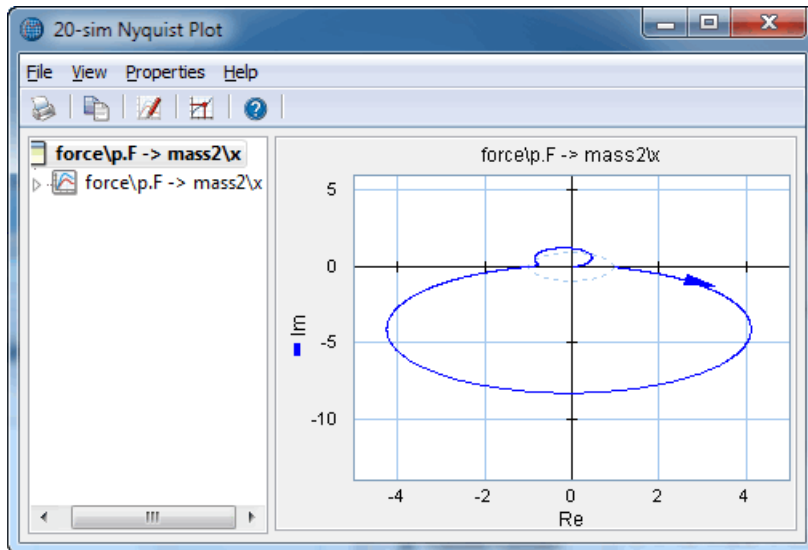 20-sim Nyquist Plot
File View Properties Help
force\p.F -> mass2\x
force\p.F -> mass2\x
force\p.F -> mass2\x
5
0
-5
-10
Im
-4 -2 0 2 4
Re